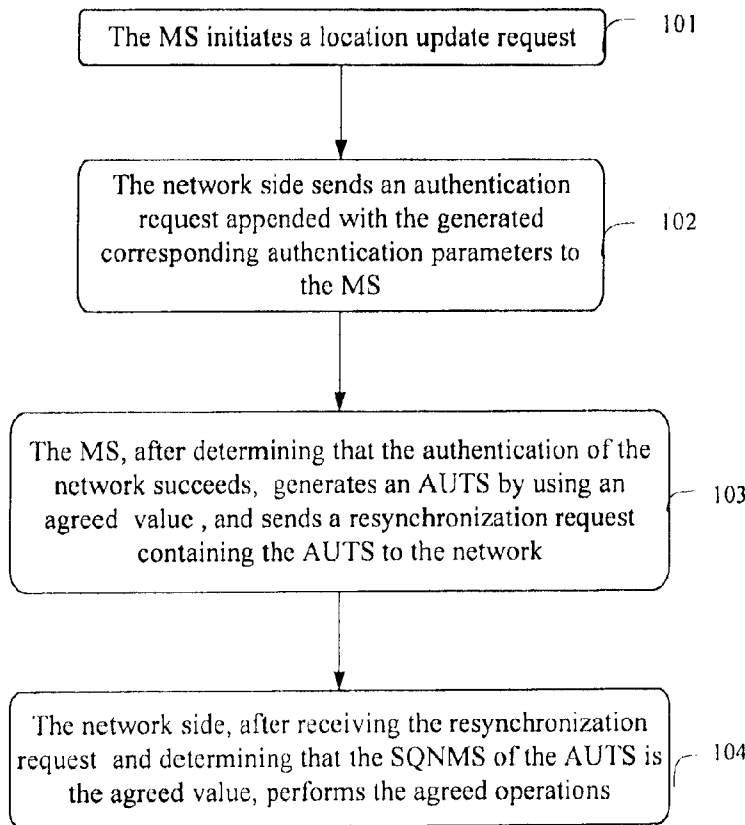 The MS initiates a location update request
101
The network side sends an authentication
request appended with the generated
corresponding authentication parameters to
the MS
102
The MS, after determining that the authentication of the
network succeeds, generates an AUTS by using an
agreed value , and sends a resynchronization request
containing the AUTS to the network
103
The network side, after receiving the resynchronization
request and determining that the SQNMS of the AUTS is
the agreed value, performs the agreed operations
104